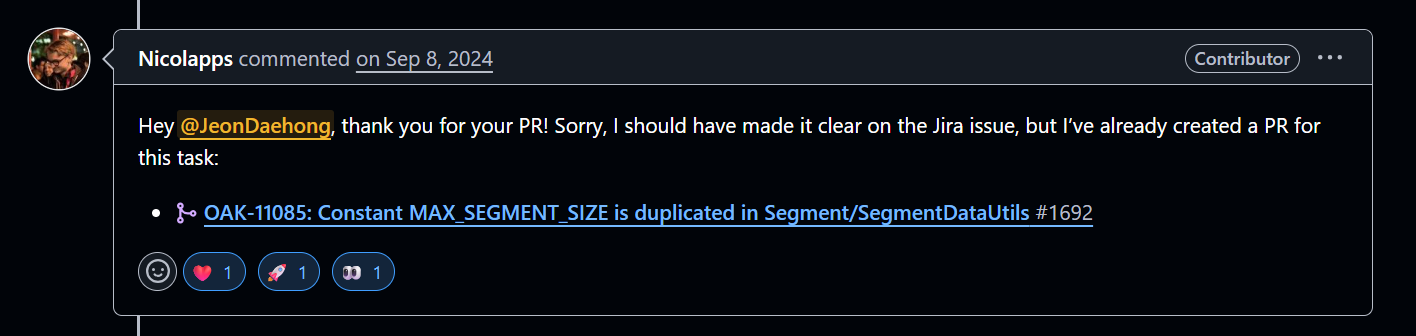 Nicolapps commented on Sep 8, 2024
Contributor
Hey @JeonDaehong, thank you for your PR! Sorry, I should have made it clear on the Jira issue, but I’ve already created a PR for
this task:
OAK-11085: Constant MAX_SEGMENT_SIZE is duplicated in Segment/SegmentDataUtils #1692
1
1
1